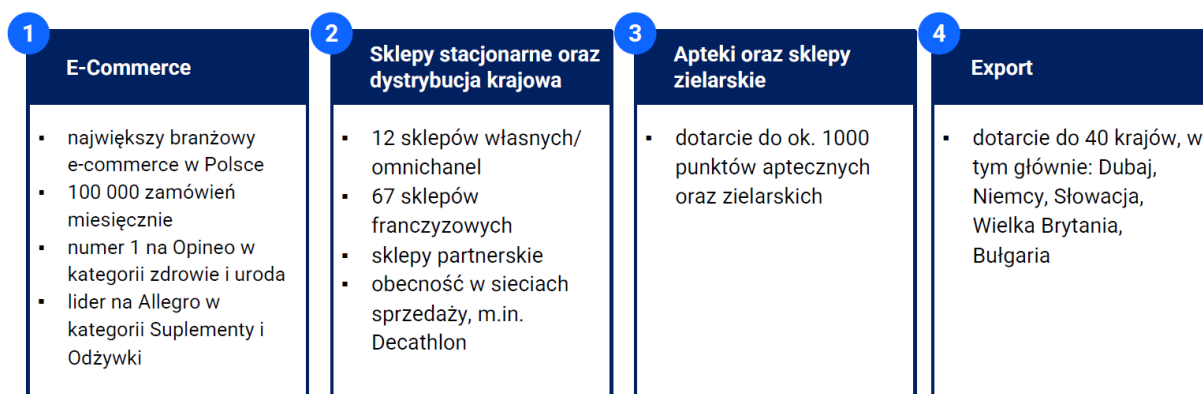 1
E-Commerce
▪ największy branżowy
e-commerce w Polsce
▪ 100 000 zamówień
miesięcznie
▪ numer 1 na Opineo w
kategorii zdrowie i uroda
▪ lider na Allegro w
kategorii Suplementy i
Odżywki
2
Sklepy stacjonarne oraz
dystrybucja krajowa
▪ 12 sklepów własnych/
omnichanel
▪ 67 sklepów
franczyzowych
▪ sklepy partnerskie
▪ obecność w sieciach
sprzedaży, m.in.
Decathlon
3
Apteki oraz sklepy
zielarskie
▪ dotarcie do ok. 1000
punktów aptecznych
oraz zielarskich
4
Export
▪ dotarcie do 40 krajów, w
tym głównie: Dubaj,
Niemcy, Słowacja,
Wielka Brytania,
Bułgaria